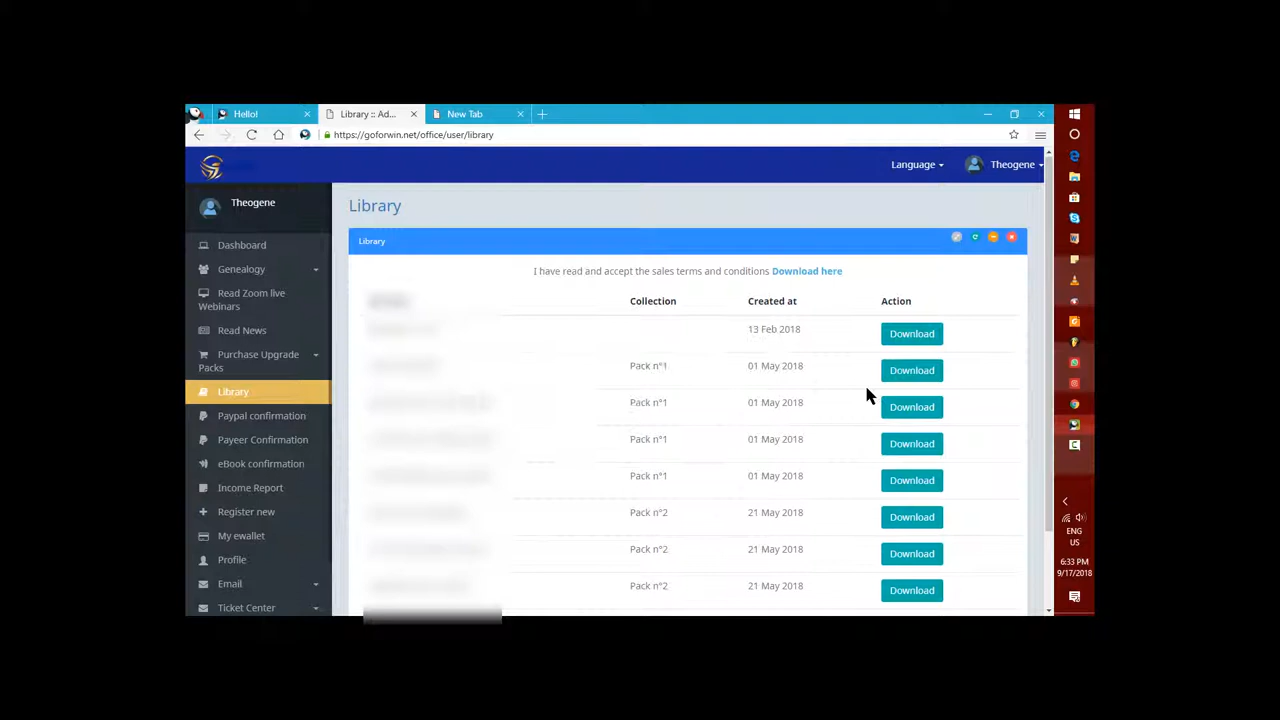 Hello!
Library :: Ad...
New Tab
https://goforwin.net/office/user/library
Language
Theogene
Theogene
Dashboard
Genealogy
Read Zoom live
Webinars
Read News
Purchase Upgrade
Packs
Library
Paypal confirmation
Payeer Confirmation
eBook confirmation
Income Report
Register new
My ewallet
Profile
Email
Ticket Center
Library
Library
I have read and accept the sales terms and conditions Download here
Collection Created at Action
13 Feb 2018 Download
Pack n°1 01 May 2018 Download
Pack n°1 01 May 2018 Download
Pack n°1 01 May 2018 Download
Pack n°1 01 May 2018 Download
Pack n°2 21 May 2018 Download
Pack n°2 21 May 2018 Download
Pack n°2 21 May 2018 Download
ENG
US
6:33 PM
9/17/2018